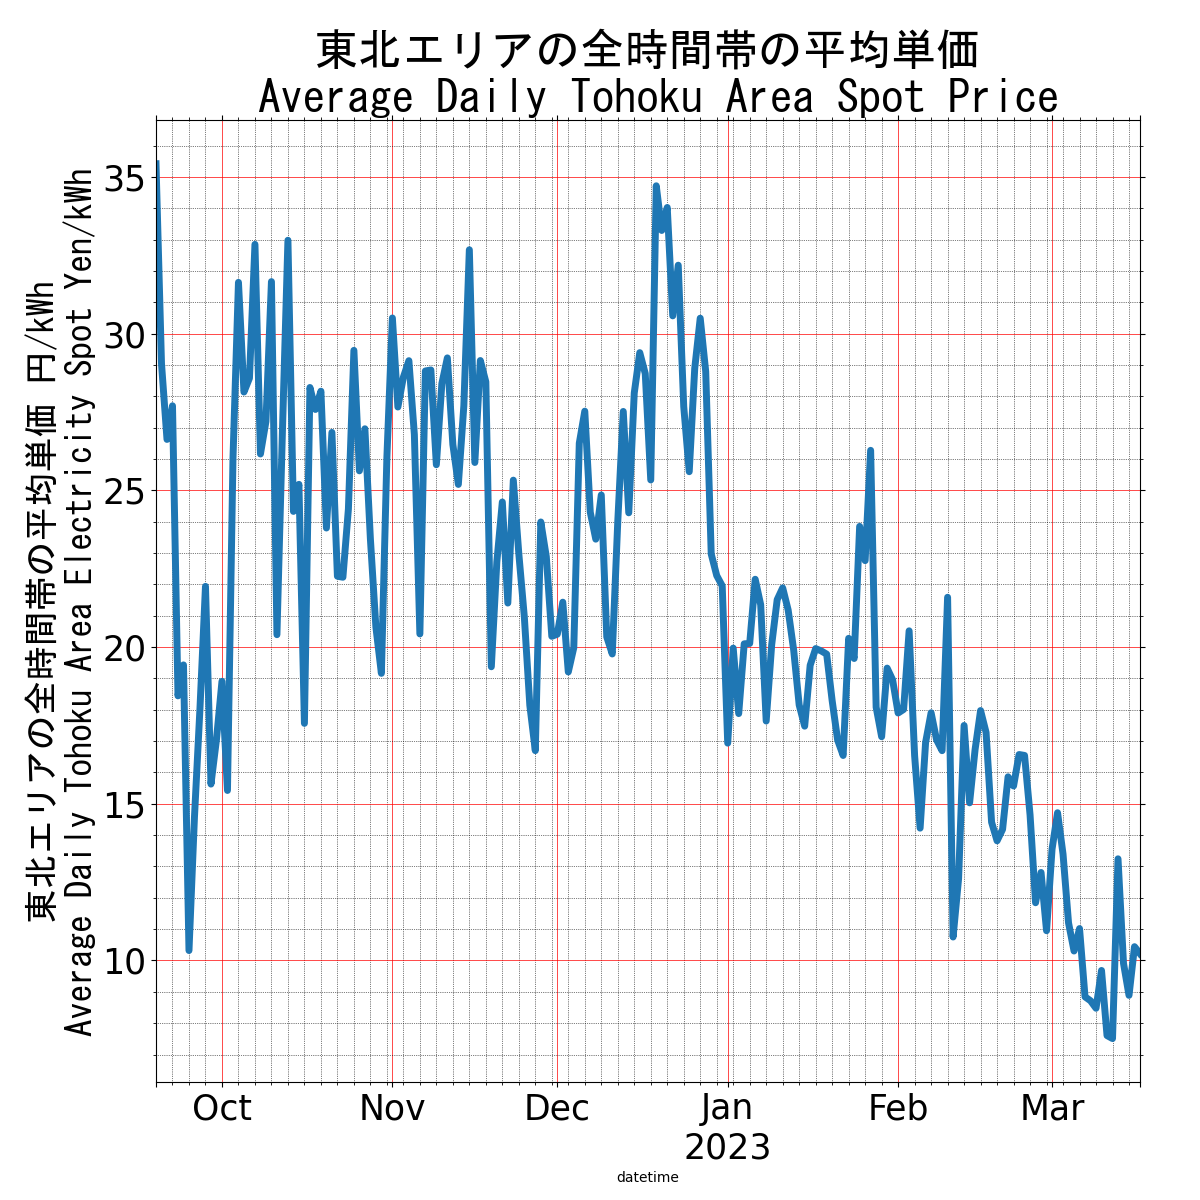 東北エリアの全時間帯の平均単価
Average Daily Tohoku Area Spot Price
東北エリアの全時間帯の平均単価 円/kWh
Average Daily Tohoku Area Electricity Spot Yen/kWh
35
30
25
20
15
10
Oct
Nov
Dec
Jan
2023
Feb
Mar
datetime